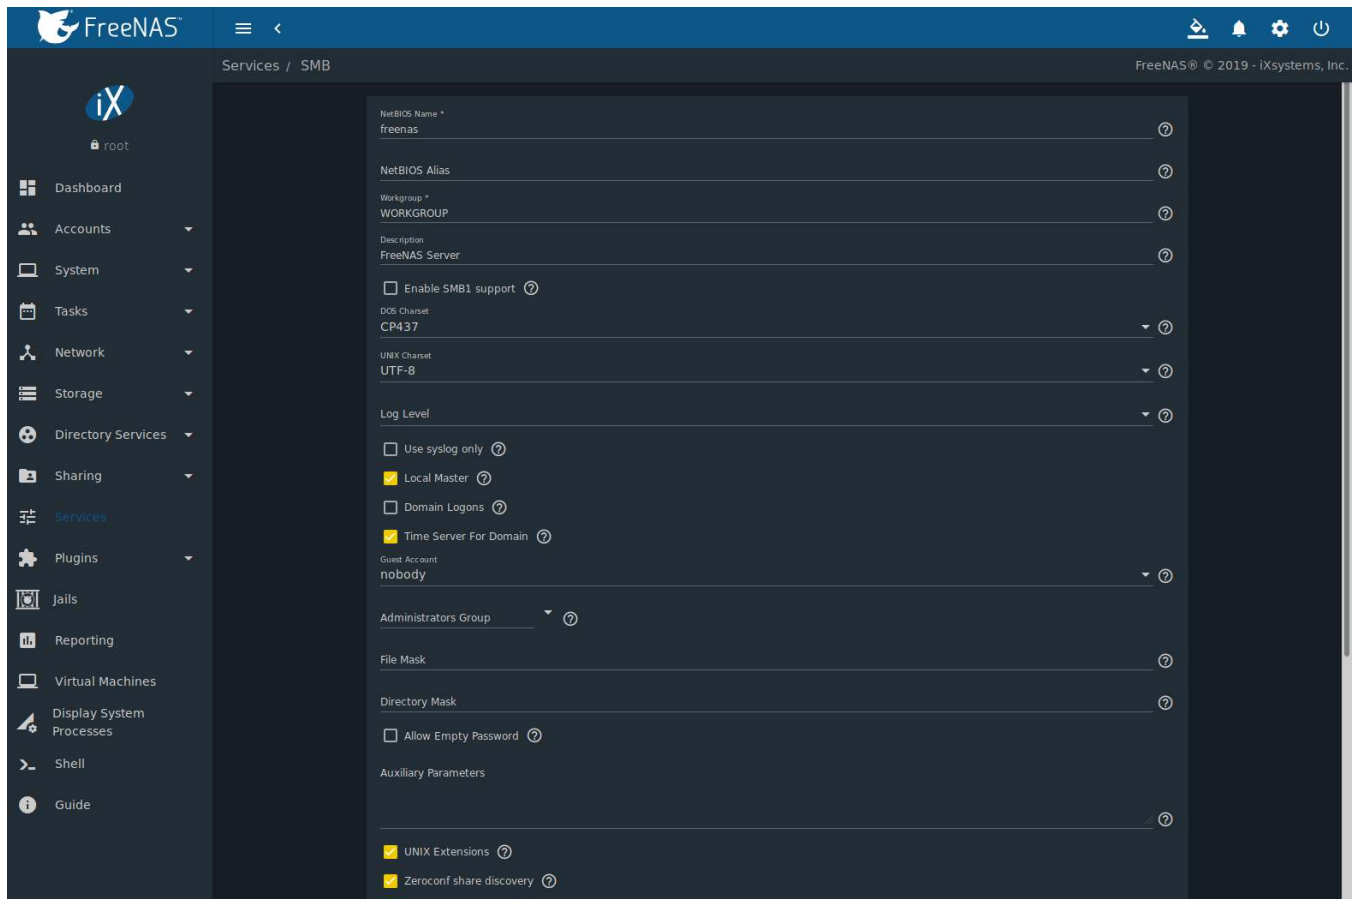 FreeNAS™
Services / SMB
FreeNAS® © 2019 - iXsystems, Inc.
iX
root
Dashboard
Accounts
System
Tasks
Network
Storage
Directory Services
Sharing
Services
Plugins
Jails
Reporting
Virtual Machines
Display System
Processes
Shell
Guide
NetBIOS Name *
freenas
NetBIOS Alias
Workgroup *
WORKGROUP
Description
FreeNAS Server
Enable SMB1 support
DOS Charset
CP437
UNIX Charset
UTF-8
Log Level
Use syslog only
Local Master
Domain Logons
Time Server For Domain
Guest Account
nobody
Administrators Group
File Mask
Directory Mask
Allow Empty Password
Auxiliary Parameters
UNIX Extensions
Zeroconf share discovery